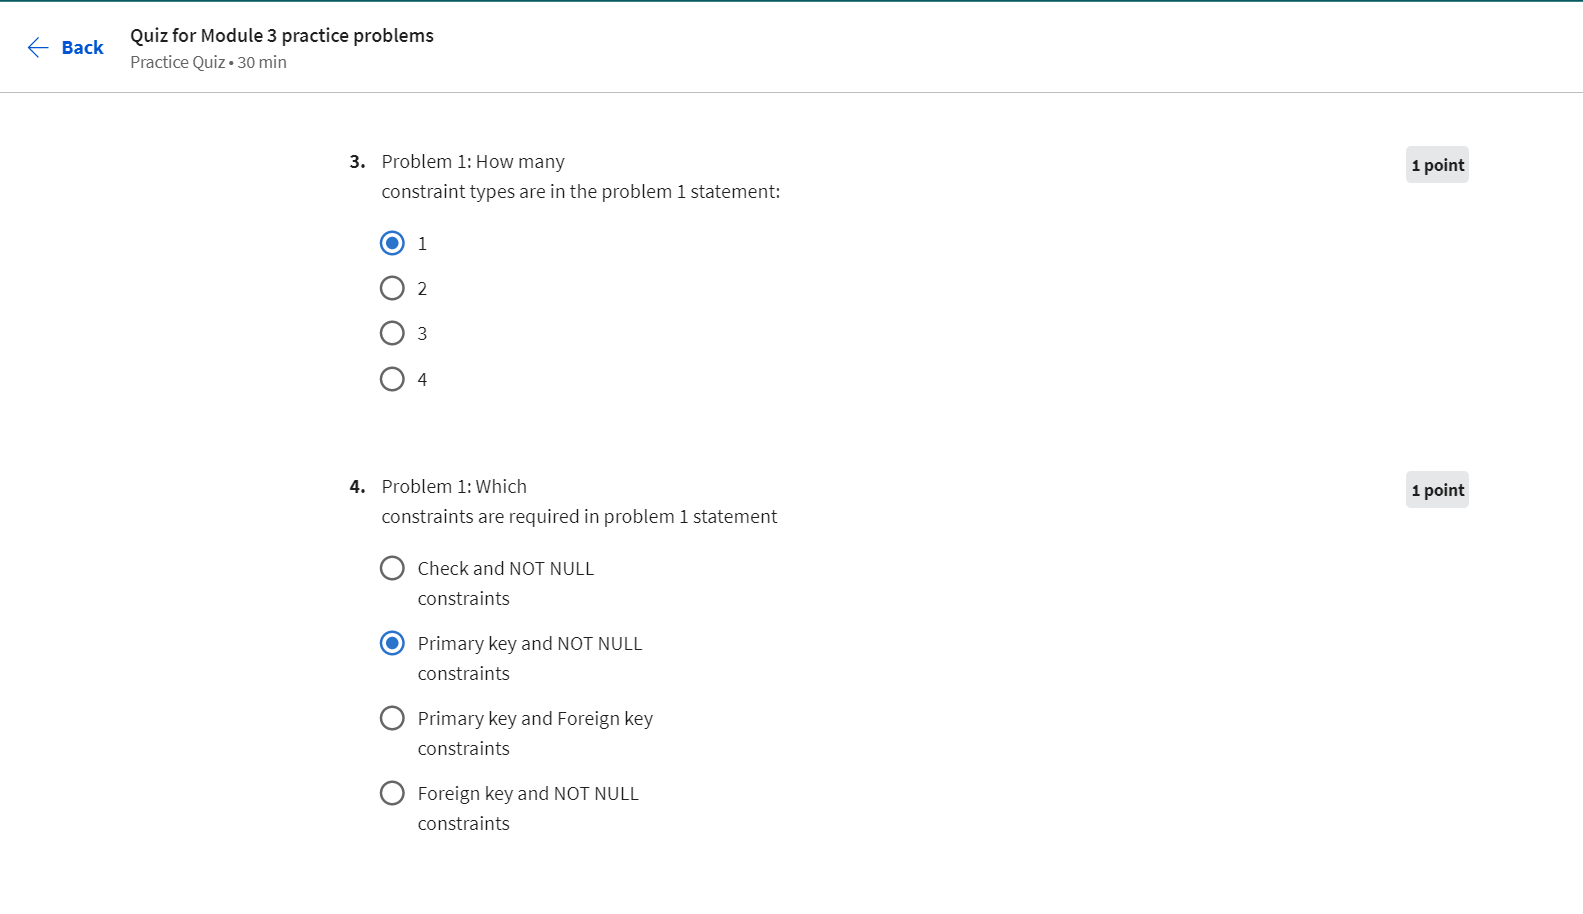 Back
Quiz for Module 3 practice problems
Practice Quiz • 30 min
3. Problem 1: How many
constraint types are in the problem 1 statement:
1 point
1
2
3
4
4. Problem 1: Which
constraints are required in problem 1 statement
1 point
Check and NOT NULL
constraints
Primary key and NOT NULL
constraints
Primary key and Foreign key
constraints
Foreign key and NOT NULL
constraints